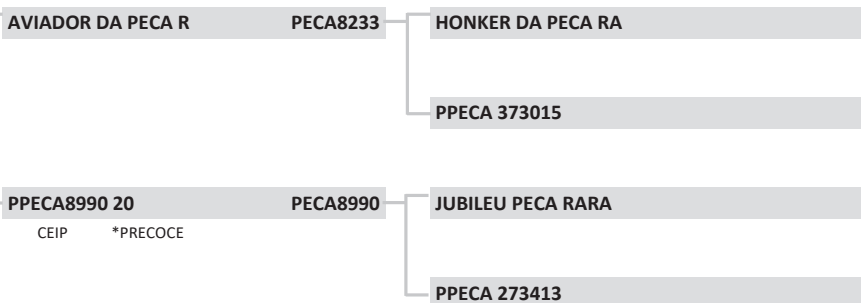 AVIADOR DA PECA R PECA8233 HONKER DA PECA RA
PPECA 373015
PPECA8990 20 PECA8990 JUBILEU PECA RARA
CEIP *PRECOCE
PPECA 273413